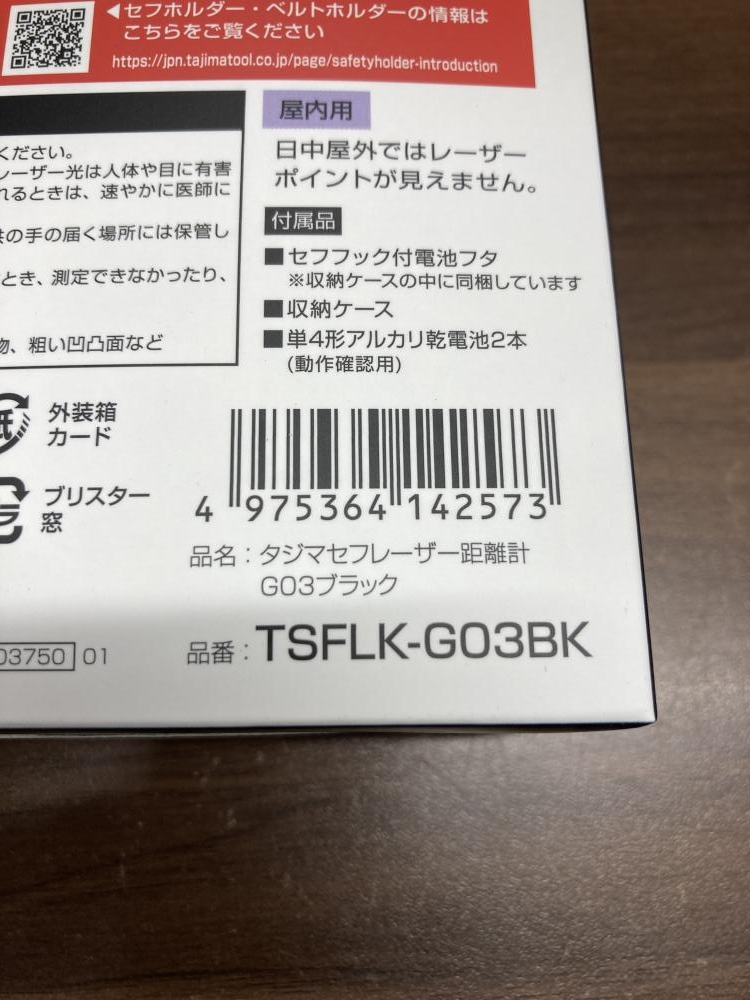 ◀セフホルダー・ベルトホルダーの情報は
こちらをご覧ください
https://jpn.tajimatool.co.jp/page/safetyholder-introduction
ください。
レーザー光は人体や目に有害
れるときは、速やかに医師に
の手の届く場所には保管し
とき、測定できなかったり、
物、粗い凹凸面など
屋内用
日中屋外ではレーザー
ポイントが見えません。
付属品
■セフフック付電池フタ
※収納ケースの中に同梱しています
■収納ケース
■単4形アルカリ乾電池2本
(動作確認用)
紙
外装箱
カード
ブリスター
窓
4 975364 142573
品名：タジマセフレーザー距離計
G03ブラック
品番：TSFLK-G03BK
03750 01